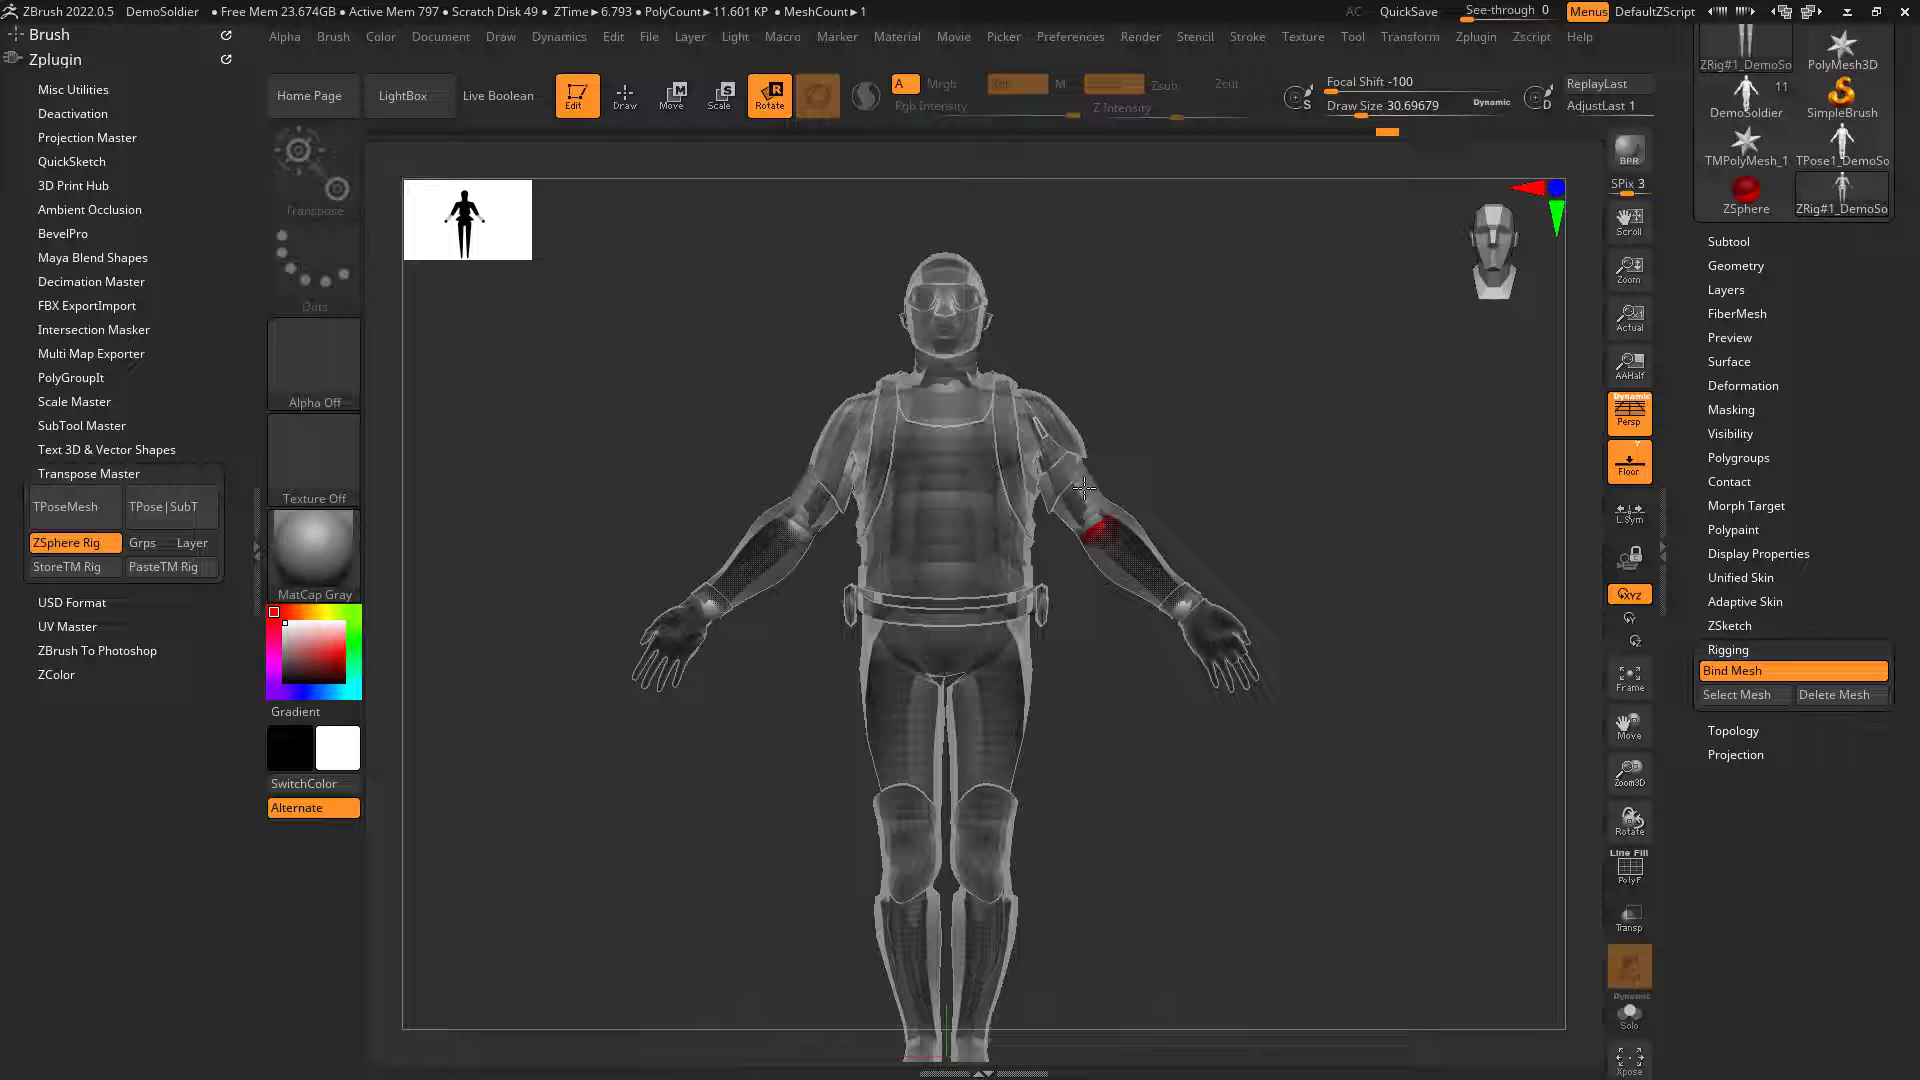 ZBrush 2022.0.5 DemoSoldier ● Free Mem 23.674GB ● Active Mem 797 ● Scratch Disk 49 ● ZTime►6.793 ● PolyCount►11.601 KP ● MeshCount►1
AC QuickSave See-through 0 Menus DefaultZScript
Alpha Brush Color Document Draw Dynamics Edit File Layer Light Macro Marker Material Movie Picker Preferences Render Stencil Stroke Texture Tool Transform Zplugin Zscript Help
Brush
Zplugin
Misc Utilities
Deactivation
Projection Master
QuickSketch
3D Print Hub
Ambient Occlusion
BevelPro
Maya Blend Shapes
Decimation Master
FBX ExportImport
Intersection Masker
Multi Map Exporter
PolyGroupIt
Scale Master
SubTool Master
Text 3D & Vector Shapes
Transpose Master
TPoseMesh TPose|SubT
ZSphere Rig Grps Layer
StoreTM Rig PasteTM Rig
USD Format
UV Master
ZBrush To Photoshop
ZColor
Home Page LightBox Live Boolean
Edit Draw Move Scale Rotate
A Mrgb M Zsub Zcut
Rgb Intensity Z Intensity
Focal Shift -100
Draw Size 30.69679 Dynamic
S D
ReplayLast
AdjustLast 1
Transpose
Dots
Alpha Off
Texture Off
MatCap Gray
Gradient
SwitchColor
Alternate
BPR
SPix 3
Scroll
Zoom
Actual
AAHalf
Dynamic
Persp
Floor
L.Sym
XYZ
Frame
Move
Zoom3D
Rotate
Line Fill
PolyF
Transp
Dynamic
Solo
Xpose
ZRig#1_DemoSo PolyMesh3D
11
DemoSoldier SimpleBrush
TMPolyMesh_1 TPose1_DemoSo
ZSphere ZRig#1_DemoSo
Subtool
Geometry
Layers
FiberMesh
Preview
Surface
Deformation
Masking
Visibility
Polygroups
Contact
Morph Target
Polypaint
Display Properties
Unified Skin
Adaptive Skin
ZSketch
Rigging
Bind Mesh
Select Mesh Delete Mesh
Topology
Projection